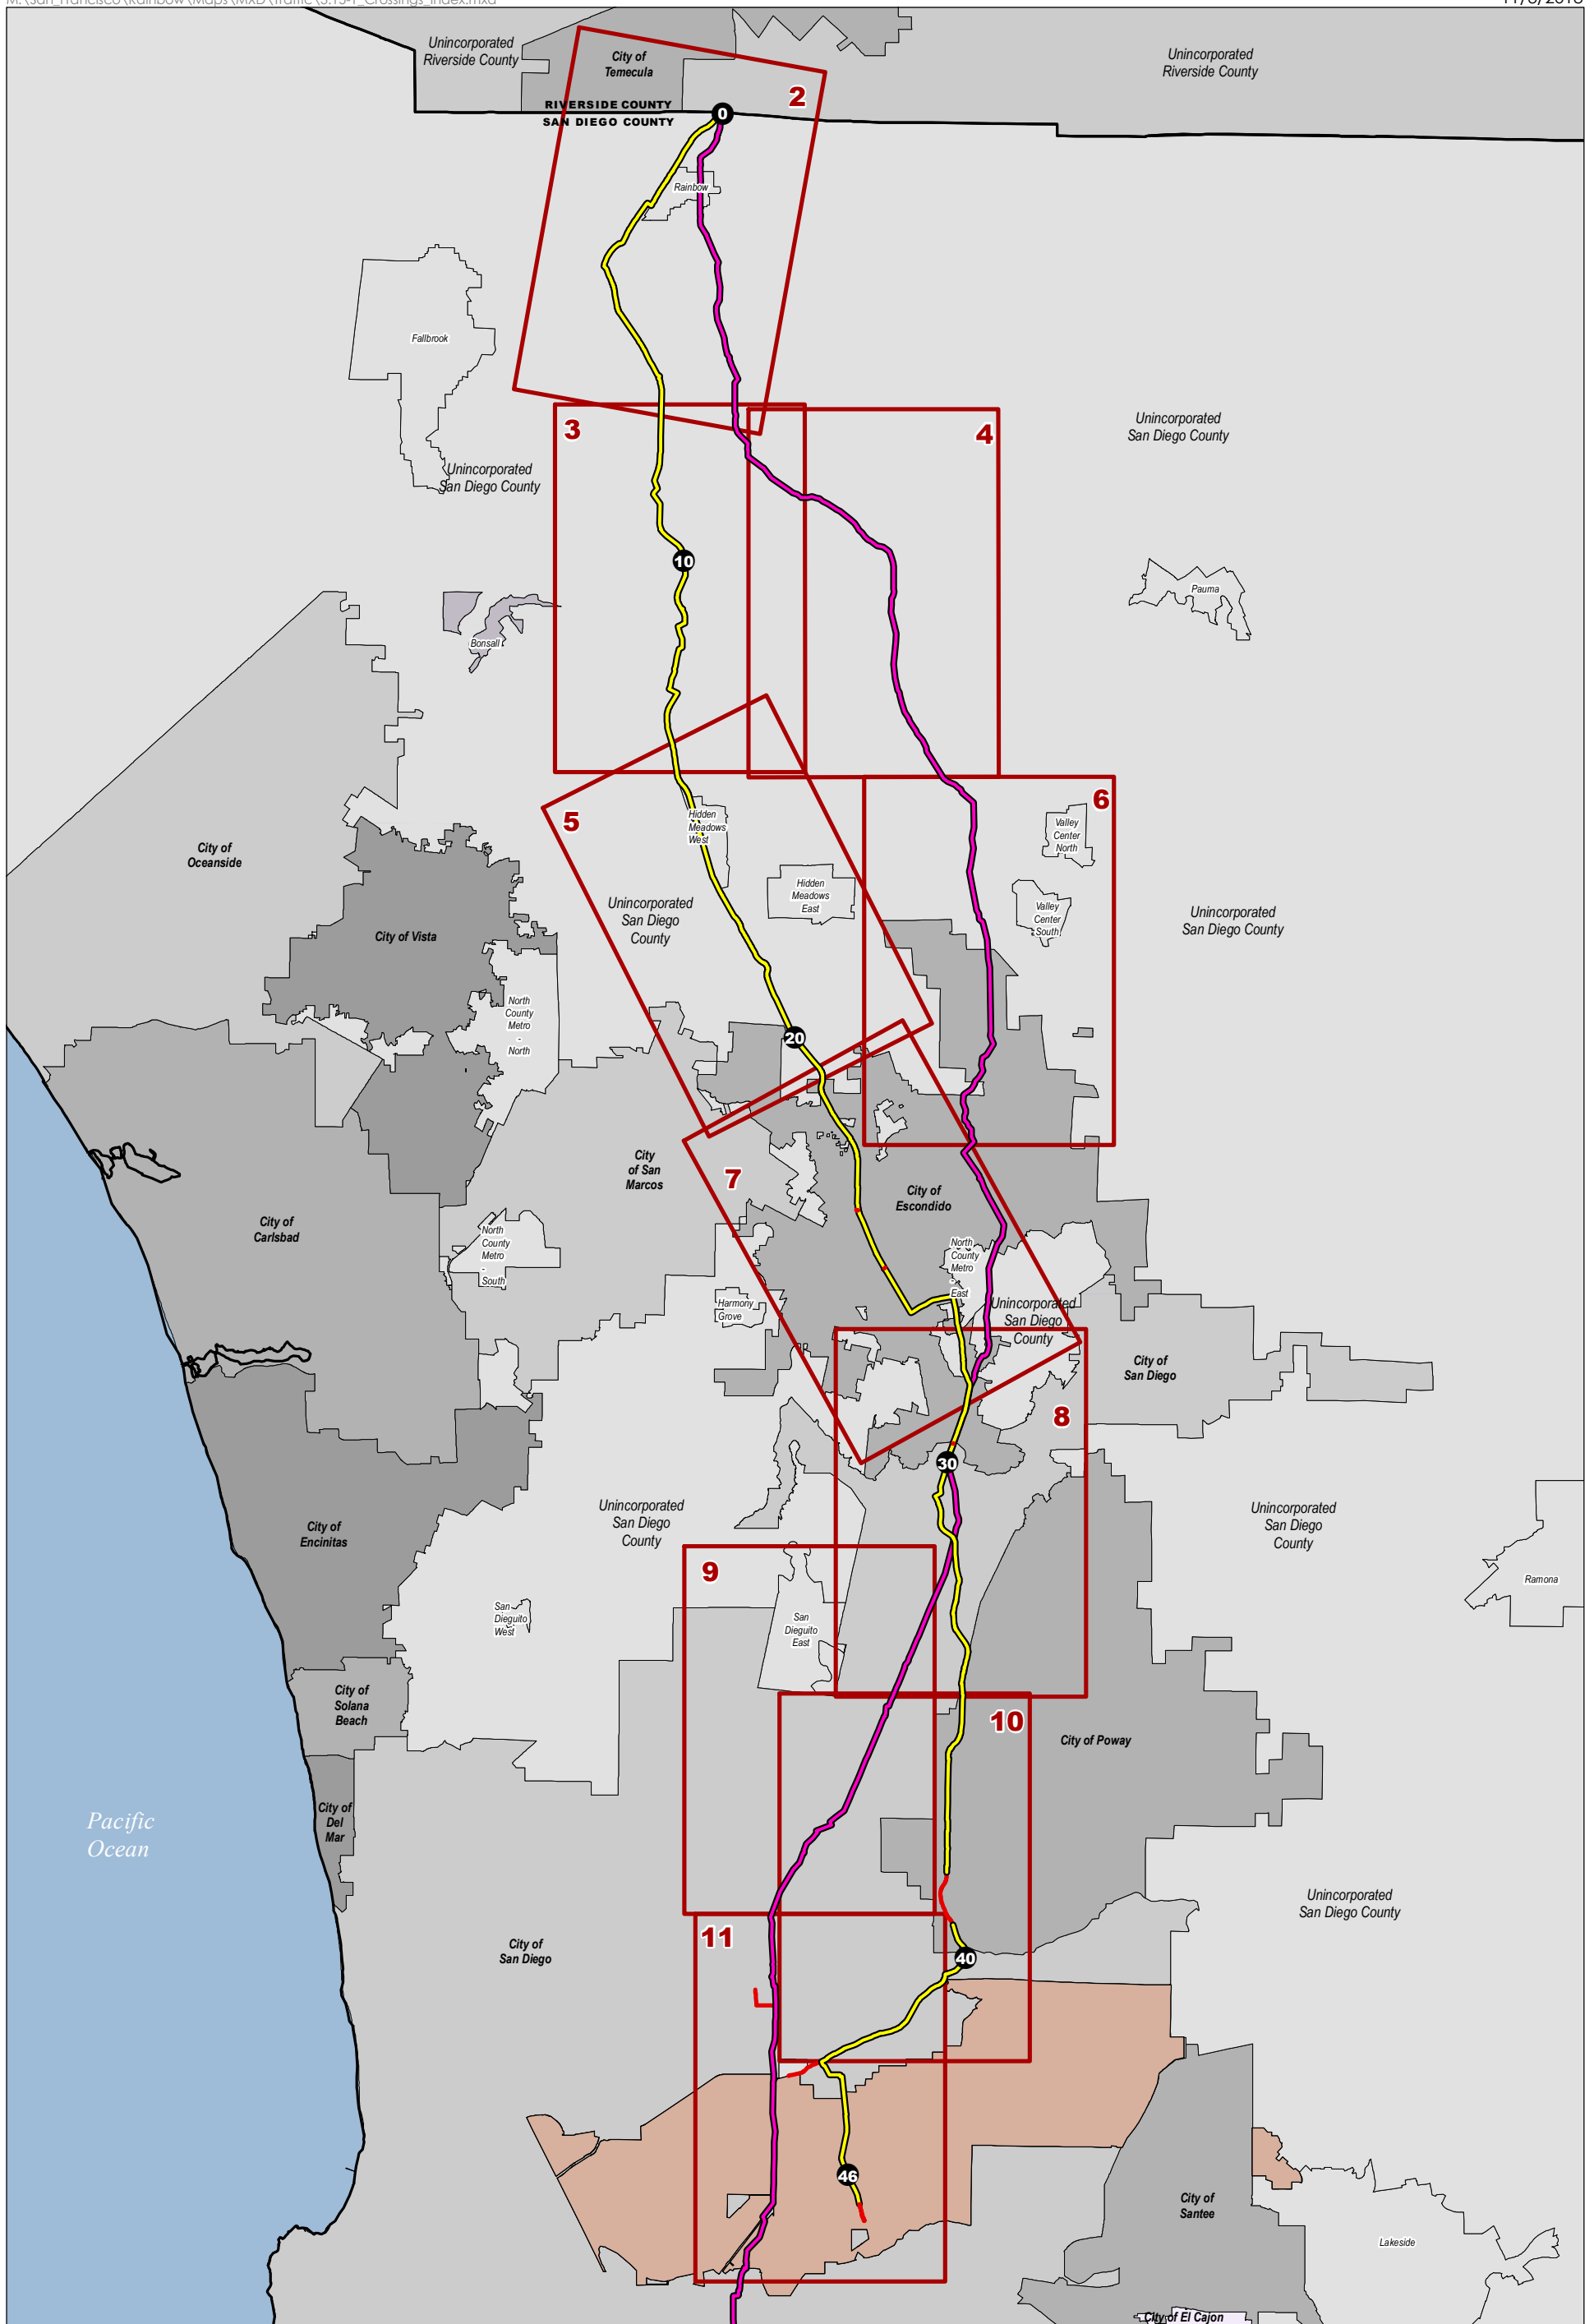 Unincorporated
Riverside County
City of
Temecula
Unincorporated
Riverside County
2
RIVERSIDE COUNTY
SAN DIEGO COUNTY
0
Rainbow
Fallbrook
3
4
Unincorporated
San Diego County
Unincorporated
San Diego County
10
Pauma
Bonsall
6
5
Hidden
Meadows
West
Valley
Center
North
City of
Oceanside
Hidden
Meadows
East
Unincorporated
San Diego
County
Valley
Center
South
Unincorporated
San Diego County
City of Vista
North
County
Metro
-
North
20
City
of San
Marcos
7
City of
Escondido
City of
Carlsbad
North
County
Metro
-
South
North
County
Metro
-
East
Harmony
Grove
Unincorporated
San Diego
County
City of
San Diego
8
30
Unincorporated
San Diego
County
Unincorporated
San Diego
County
City of
Encinitas
9
Ramona
San
Dieguito
West
San
Dieguito
East
City of
Solana
Beach
10
City of Poway
Pacific
Ocean
City of
Del
Mar
Unincorporated
San Diego County
11
City of
San Diego
40
46
City of
Santee
Lakeside
City of El Cajon